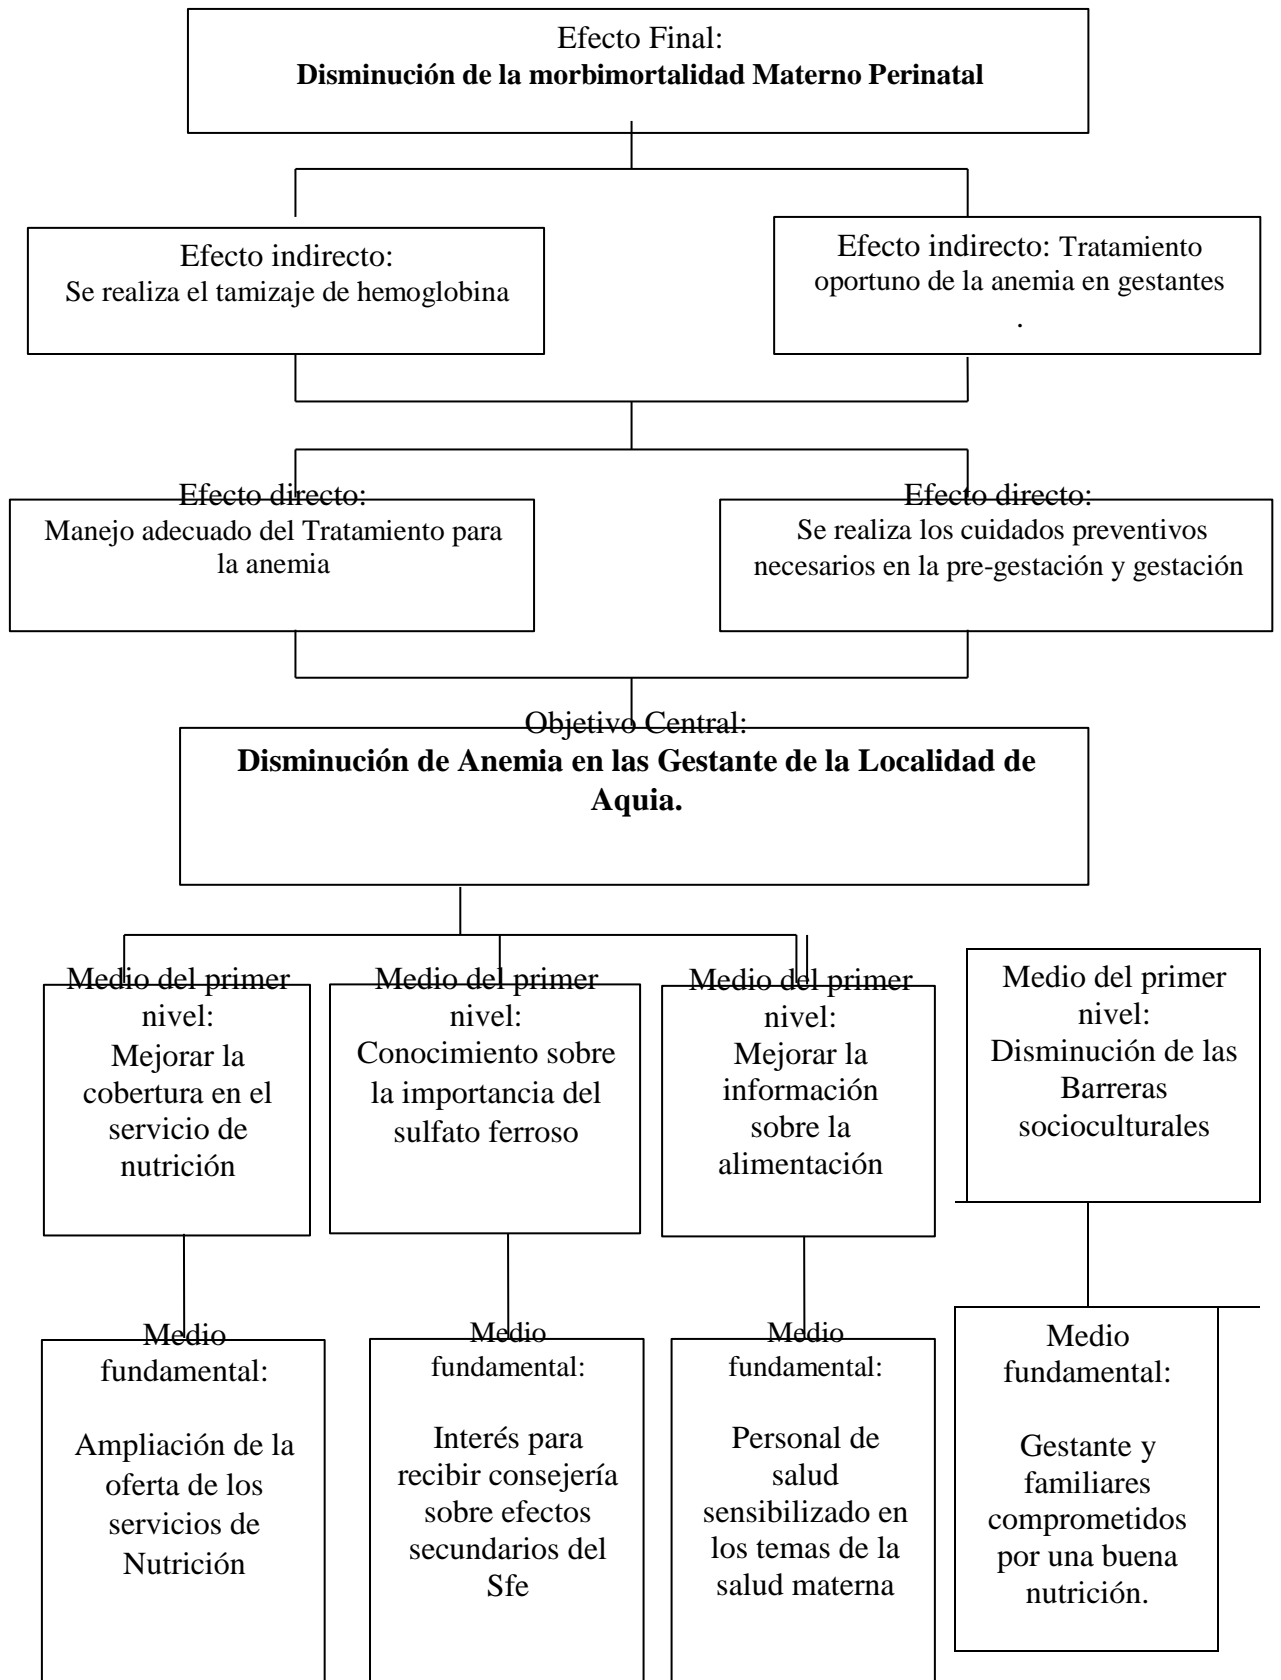 Efecto Final:
Disminución de la morbimortalidad Materno Perinatal
Efecto indirecto:
Se realiza el tamizaje de hemoglobina
Efecto indirecto: Tratamiento
oportuno de la anemia en gestantes
.
Efecto directo:
Manejo adecuado del Tratamiento para
la anemia
Efecto directo:
Se realiza los cuidados preventivos
necesarios en la pre-gestación y gestación
Objetivo Central:
Disminución de Anemia en las Gestante de la Localidad de
Aquia.
Medio del primer
nivel:
Mejorar la
cobertura en el
servicio de
nutrición
Medio del primer
nivel:
Conocimiento sobre
la importancia del
sulfato ferroso
Medio del primer
nivel:
Mejorar la
información
sobre la
alimentación
Medio del primer
nivel:
Disminución de las
Barreras
socioculturales
Medio
fundamental:
Ampliación de la
oferta de los
servicios de
Nutrición
Medio
fundamental:
Interés para
recibir consejería
sobre efectos
secundarios del
Sfe
Medio
fundamental:
Personal de
salud
sensibilizado en
los temas de la
salud materna
Medio
fundamental:
Gestante y
familiares
comprometidos
por una buena
nutrición.